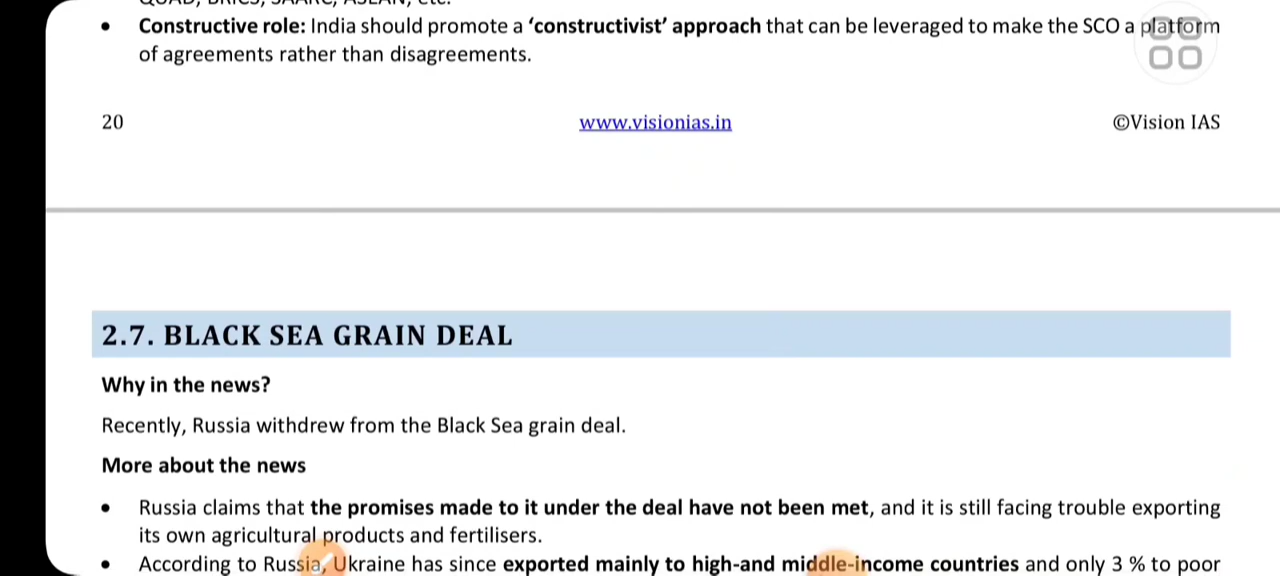 QUAD, BRICS, SAARC, ASEAN, etc.
• Constructive role: India should promote a ‘constructivist’ approach that can be leveraged to make the SCO a platform
of agreements rather than disagreements.
20 www.visionias.in ©Vision IAS
2.7. BLACK SEA GRAIN DEAL
Why in the news?
Recently, Russia withdrew from the Black Sea grain deal.
More about the news
• Russia claims that the promises made to it under the deal have not been met, and it is still facing trouble exporting
its own agricultural products and fertilisers.
• According to Russia, Ukraine has since exported mainly to high-and middle-income countries and only 3 % to poor